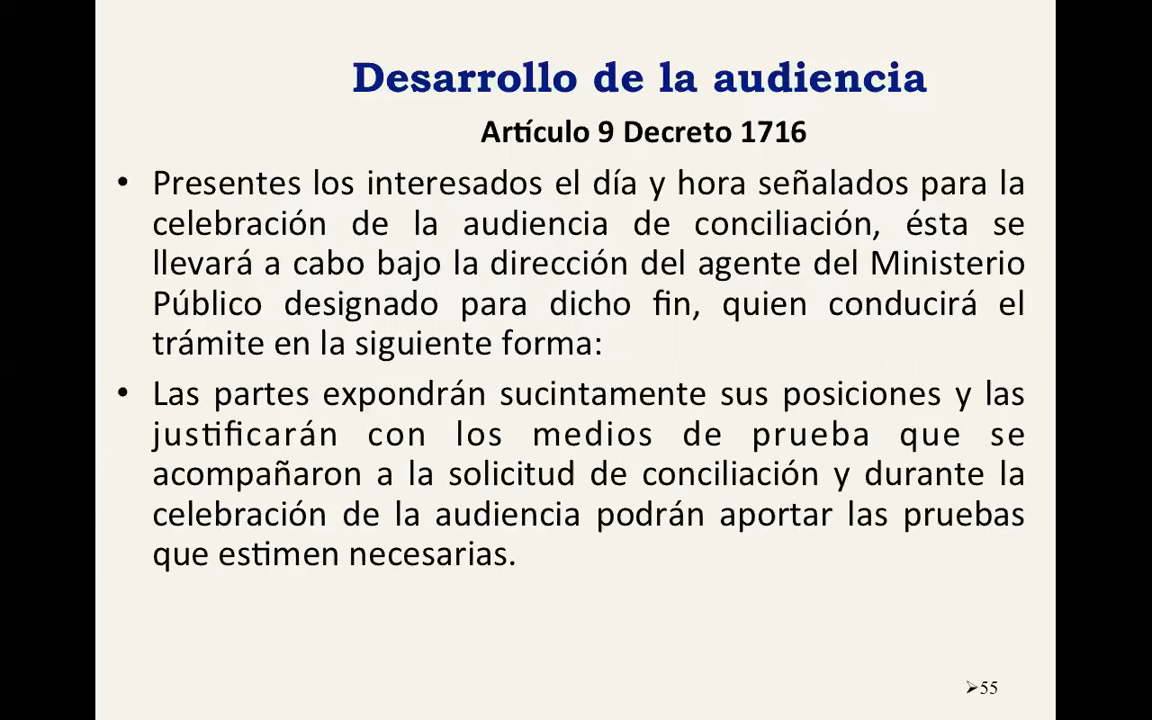 Desarrollo de la audiencia
Artículo 9 Decreto 1716
• Presentes los interesados el día y hora señalados para la
celebración de la audiencia de conciliación, ésta se
llevará a cabo bajo la dirección del agente del Ministerio
Público designado para dicho fin, quien conducirá el
trámite en la siguiente forma:
• Las partes expondrán sucintamente sus posiciones y las
justificarán con los medios de prueba que se
acompañaron a la solicitud de conciliación y durante la
celebración de la audiencia podrán aportar las pruebas
que estimen necesarias.
➢55